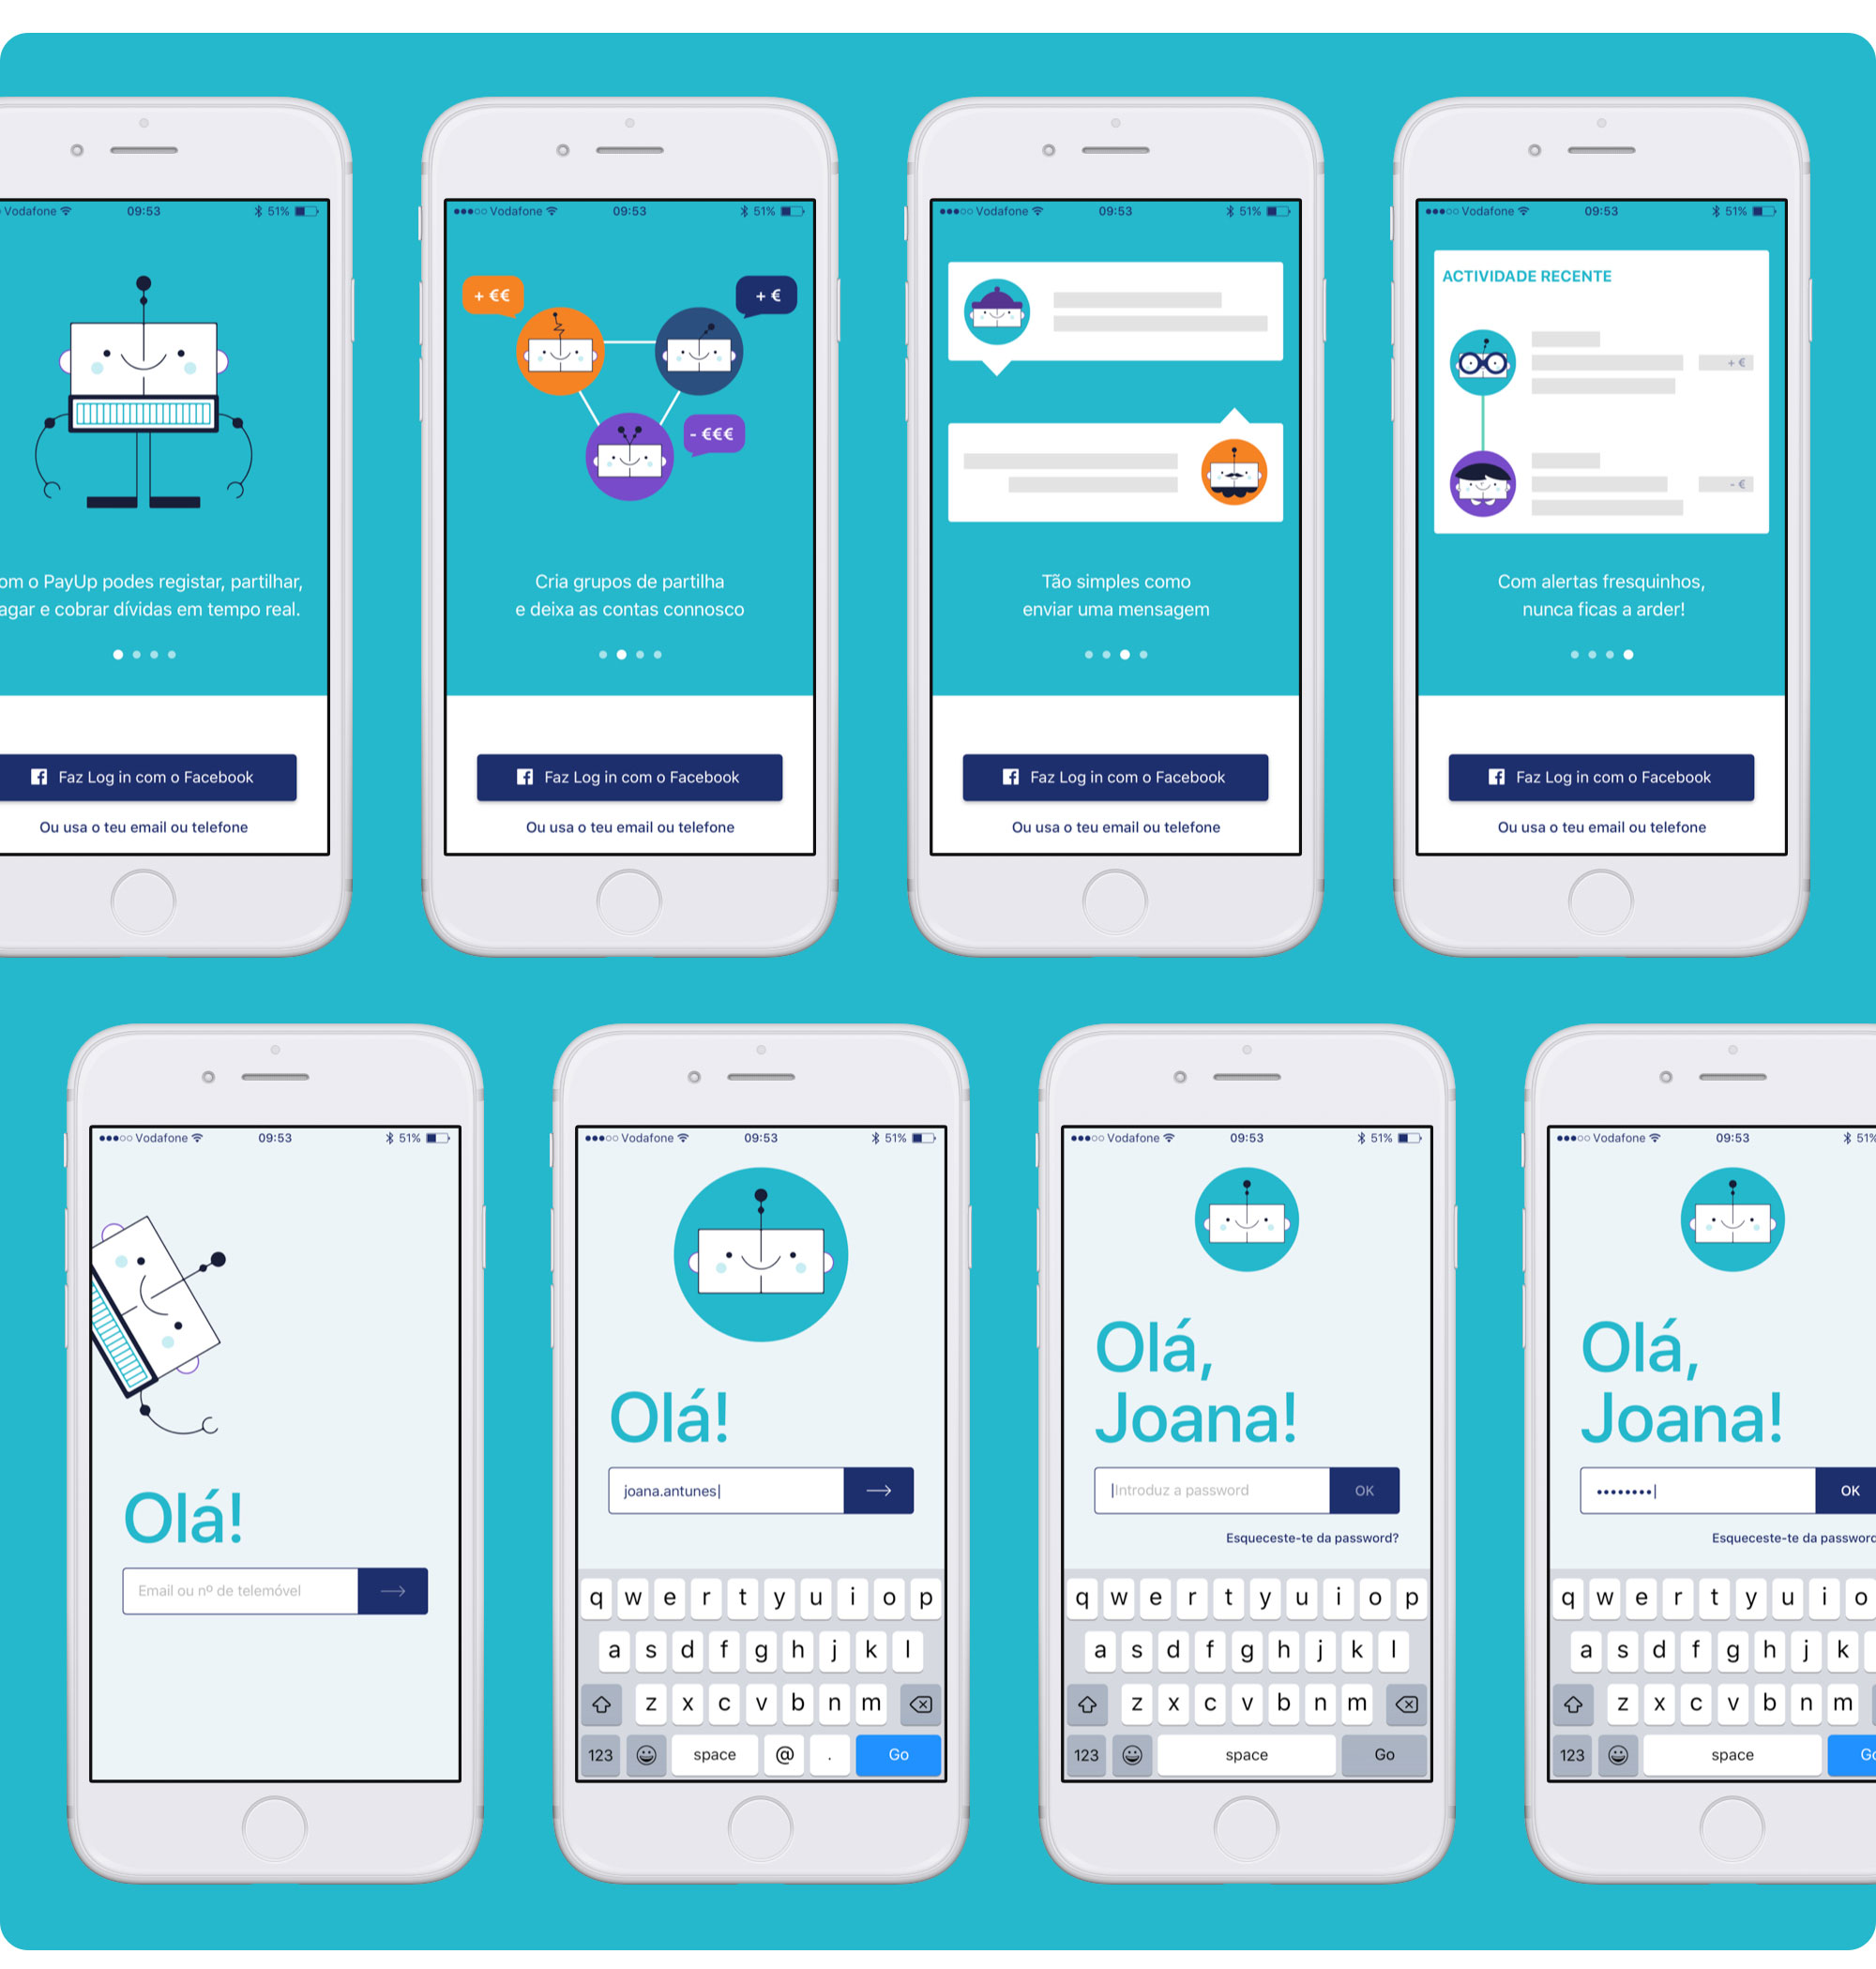 Vodafone 09:53 51%
om o PayUp podes registar, partilhar,
agar e cobrar dívidas em tempo real.
Faz Log in com o Facebook
Ou usa o teu email ou telefone
Vodafone 09:53 51%
+ €€
+ €
- €€€
Cria grupos de partilha
e deixa as contas connosco
Faz Log in com o Facebook
Ou usa o teu email ou telefone
Vodafone 09:53 51%
Tão simples como
enviar uma mensagem
Faz Log in com o Facebook
Ou usa o teu email ou telefone
Vodafone 09:53 51%
ACTIVIDADE RECENTE
+ €
- €
Com alertas fresquinhos,
nunca ficas a arder!
Faz Log in com o Facebook
Ou usa o teu email ou telefone
Vodafone 09:53 51%
Olá!
Email ou nº de telemóvel
Vodafone 09:53 51%
Olá!
joana.antunes
q w e r t y u i o p
a s d f g h j k l
z x c v b n m
123 space @ . Go
Vodafone 09:53 51%
Olá,
Joana!
Introduz a password OK
Esqueceste-te da password?
q w e r t y u i o p
a s d f g h j k l
z x c v b n m
123 space Go
Vodafone 09:53 51%
Olá,
Joana!
•••••••• OK
Esqueceste-te da password
q w e r t y u i o
a s d f g h j k
z x c v b n m
123 space Go